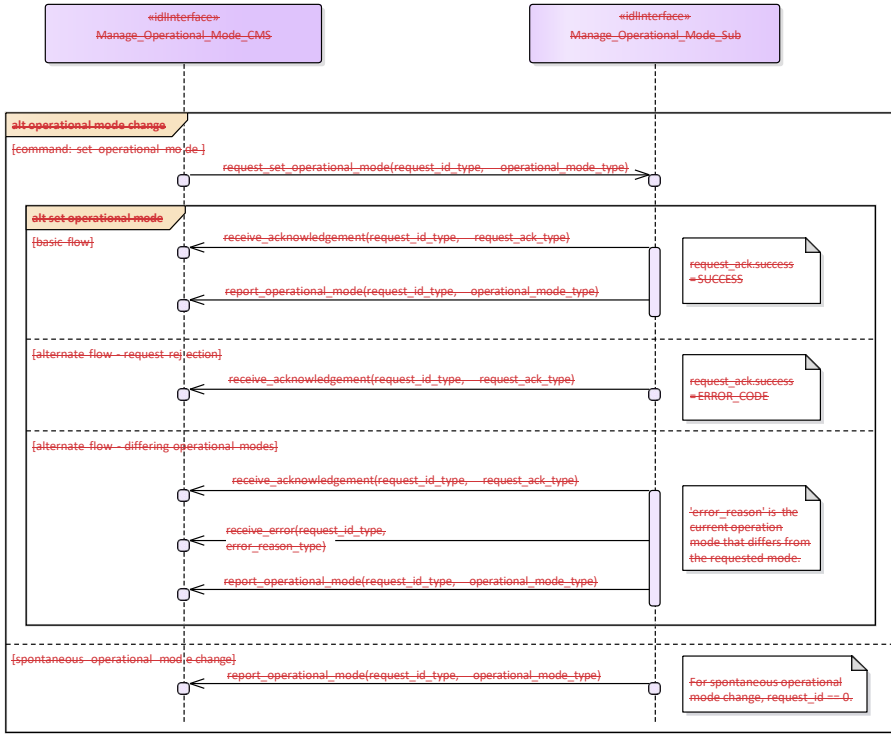 «idlInterface»
Manage_Operational_Mode_CMS
«idlInterface»
Manage_Operational_Mode_Sub
alt operational mode change
[command: set operational mode ]
request_set_operational_mode(request_id_type, operational_mode_type)
alt set operational mode
[basic flow]
receive_acknowledgement(request_id_type, request_ack_type)
request_ack.success
=SUCCESS
report_operational_mode(request_id_type, operational_mode_type)
[alternate flow - request rejection]
receive_acknowledgement(request_id_type, request_ack_type)
request_ack.success
=ERROR_CODE
[alternate flow - differing operational modes]
receive_acknowledgement(request_id_type, request_ack_type)
'error_reason' is the
current operation
mode that differs from
the requested mode.
receive_error(request_id_type,
error_reason_type)
report_operational_mode(request_id_type, operational_mode_type)
[spontaneous operational mode change]
report_operational_mode(request_id_type, operational_mode_type)
For spontaneous operational
mode change, request_id == 0.